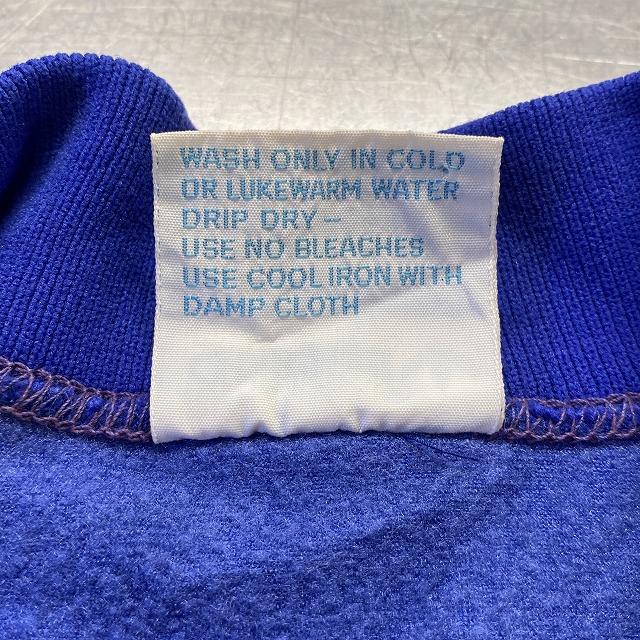 WASH ONLY IN COLD
OR LUKEWARM WATER
DRIP DRY —
USE NO BLEACHES
USE COOL IRON WITH
DAMP CLOTH